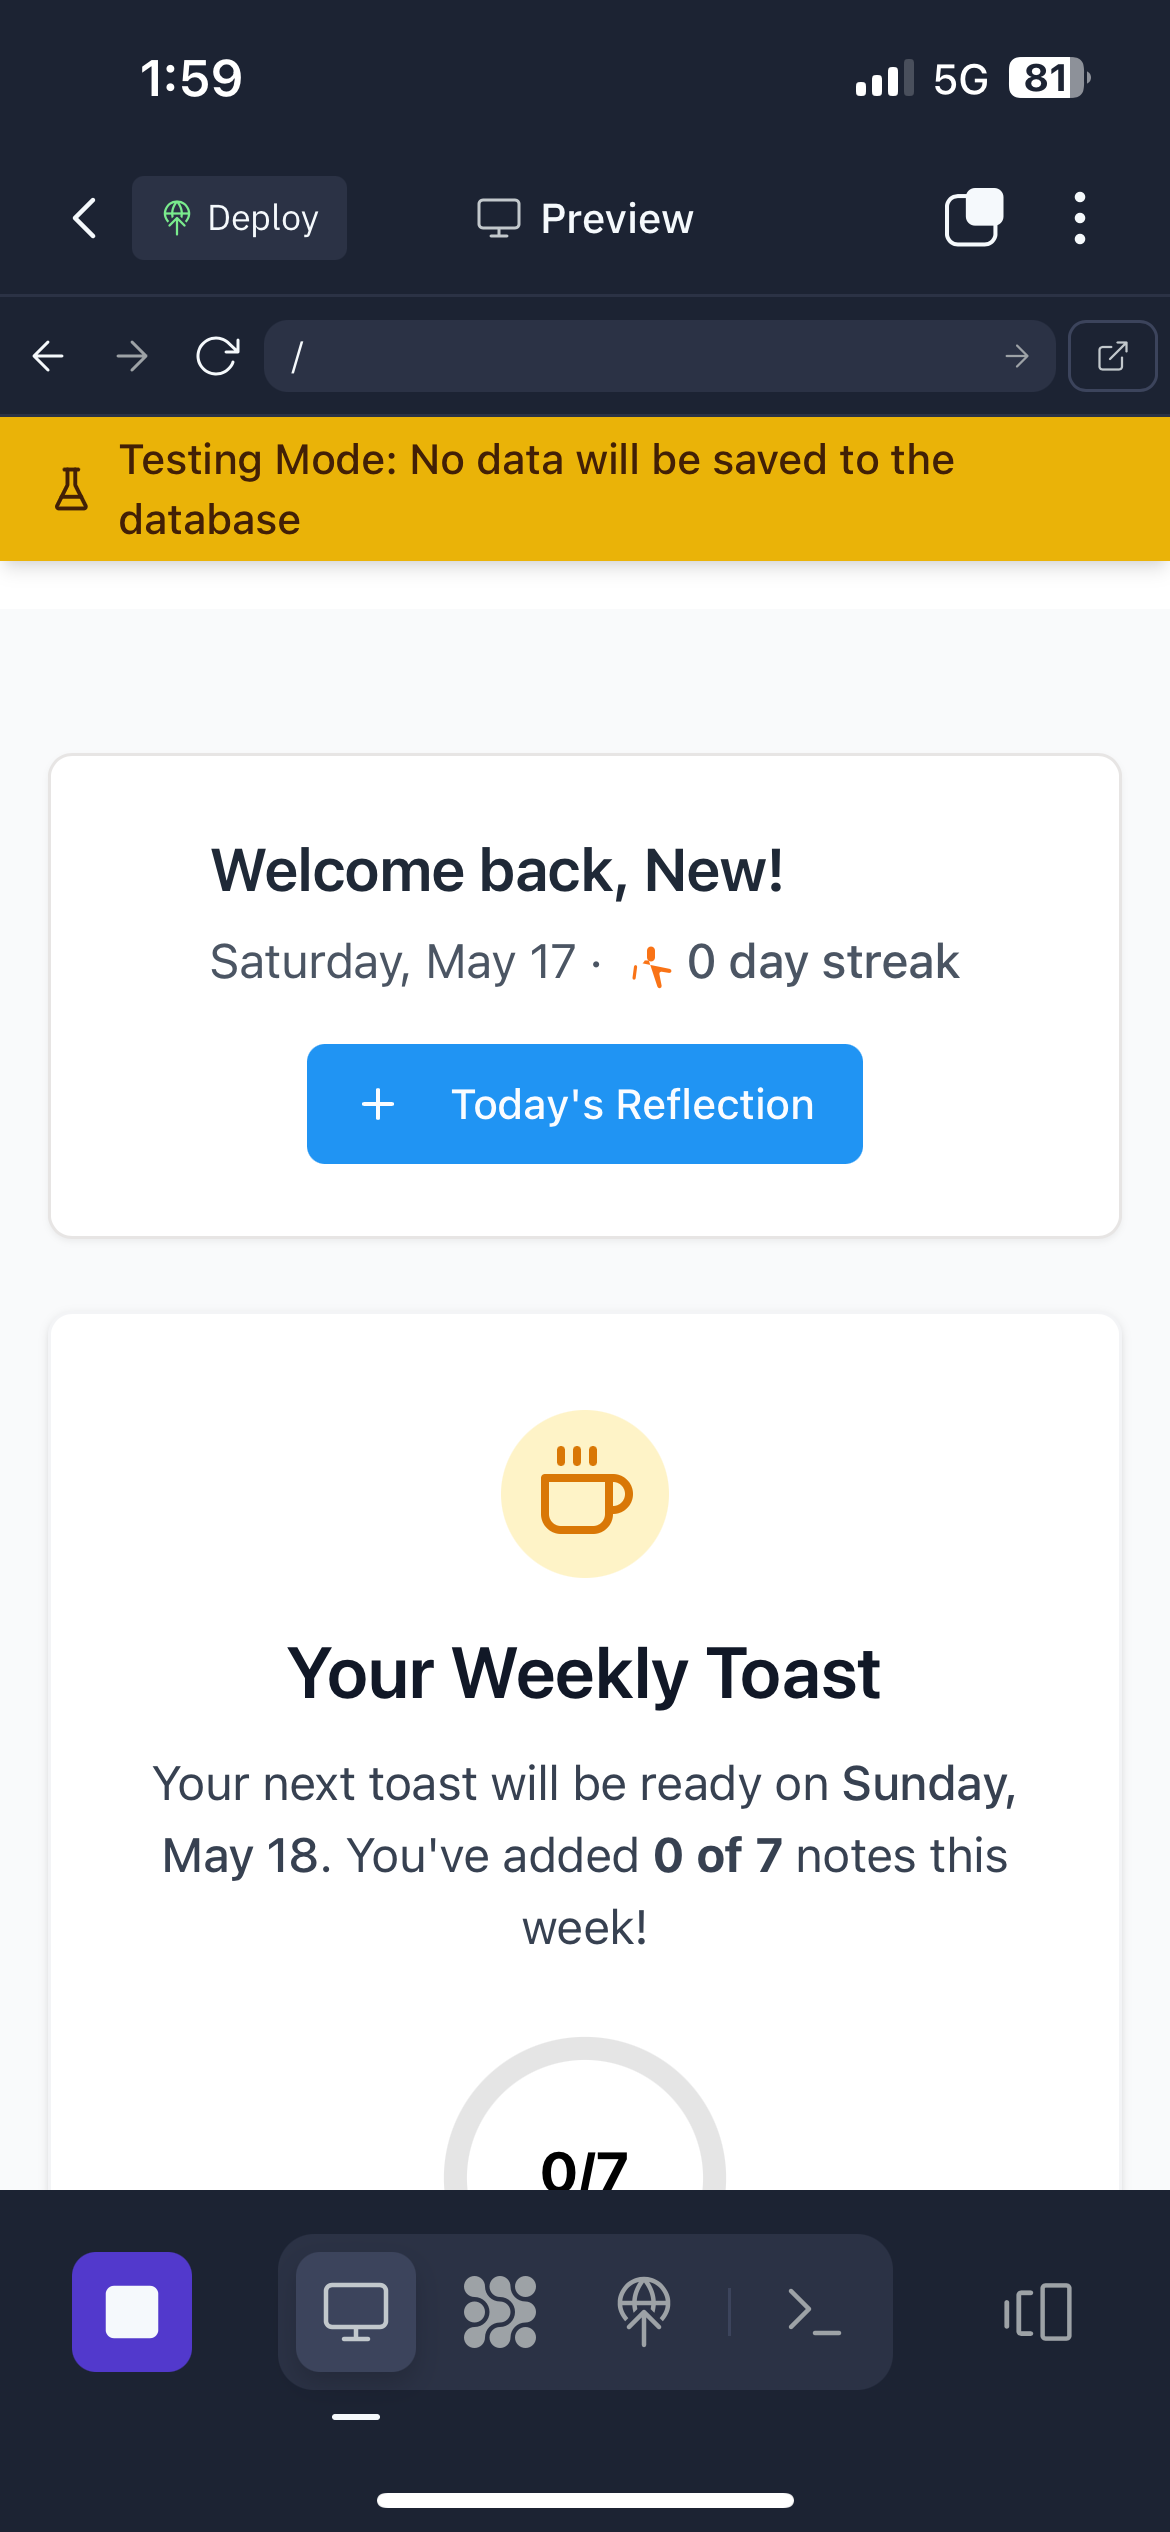 1:59
5G
81
Deploy
Preview
/
Testing Mode: No data will be saved to the
database
Welcome back, New!
Saturday, May 17 · 0 day streak
+ Today's Reflection
Your Weekly Toast
Your next toast will be ready on Sunday,
May 18. You've added 0 of 7 notes this
week!
0/7